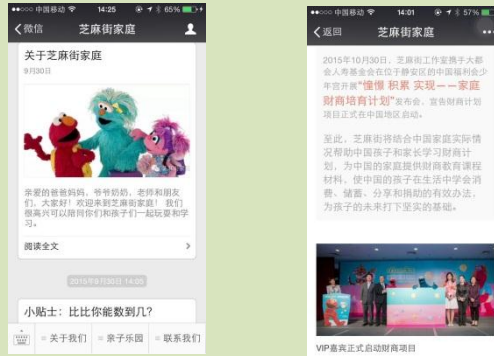 中国移动 14:25 65%
微信 芝麻街家庭
关于芝麻街家庭
9月30日
亲爱的爸爸妈妈、爷爷奶奶、老师和朋友
们,大家好!欢迎来到芝麻街家庭! 我们
很高兴可以陪同你们和孩子们一起玩耍和学
习。
阅读全文
2015年9月30日 14:05
小贴士:比比你能数到几?
关于我们 亲子乐园 联系我们
中国移动 14:01 57%
返回 芝麻街家庭
2015年10月30日,芝麻街工作室携手大都
会人寿基金会在位于静安区的中国福利会少
年宫开展"憧憬 积累 实现——家庭
财商培育计划"发布会,宣告财商计划
项目正式在中国地区启动。
至此,芝麻街将结合中国家庭实际情
况帮助中国孩子和家长学习财商计
划,为中国的家庭提供财商教育课程
材料,使中国的孩子在生活中学会消
费、储蓄、分享和捐助的有效办法,
为孩子的未来打下坚实的基础。
VIP嘉宾正式启动财商项目